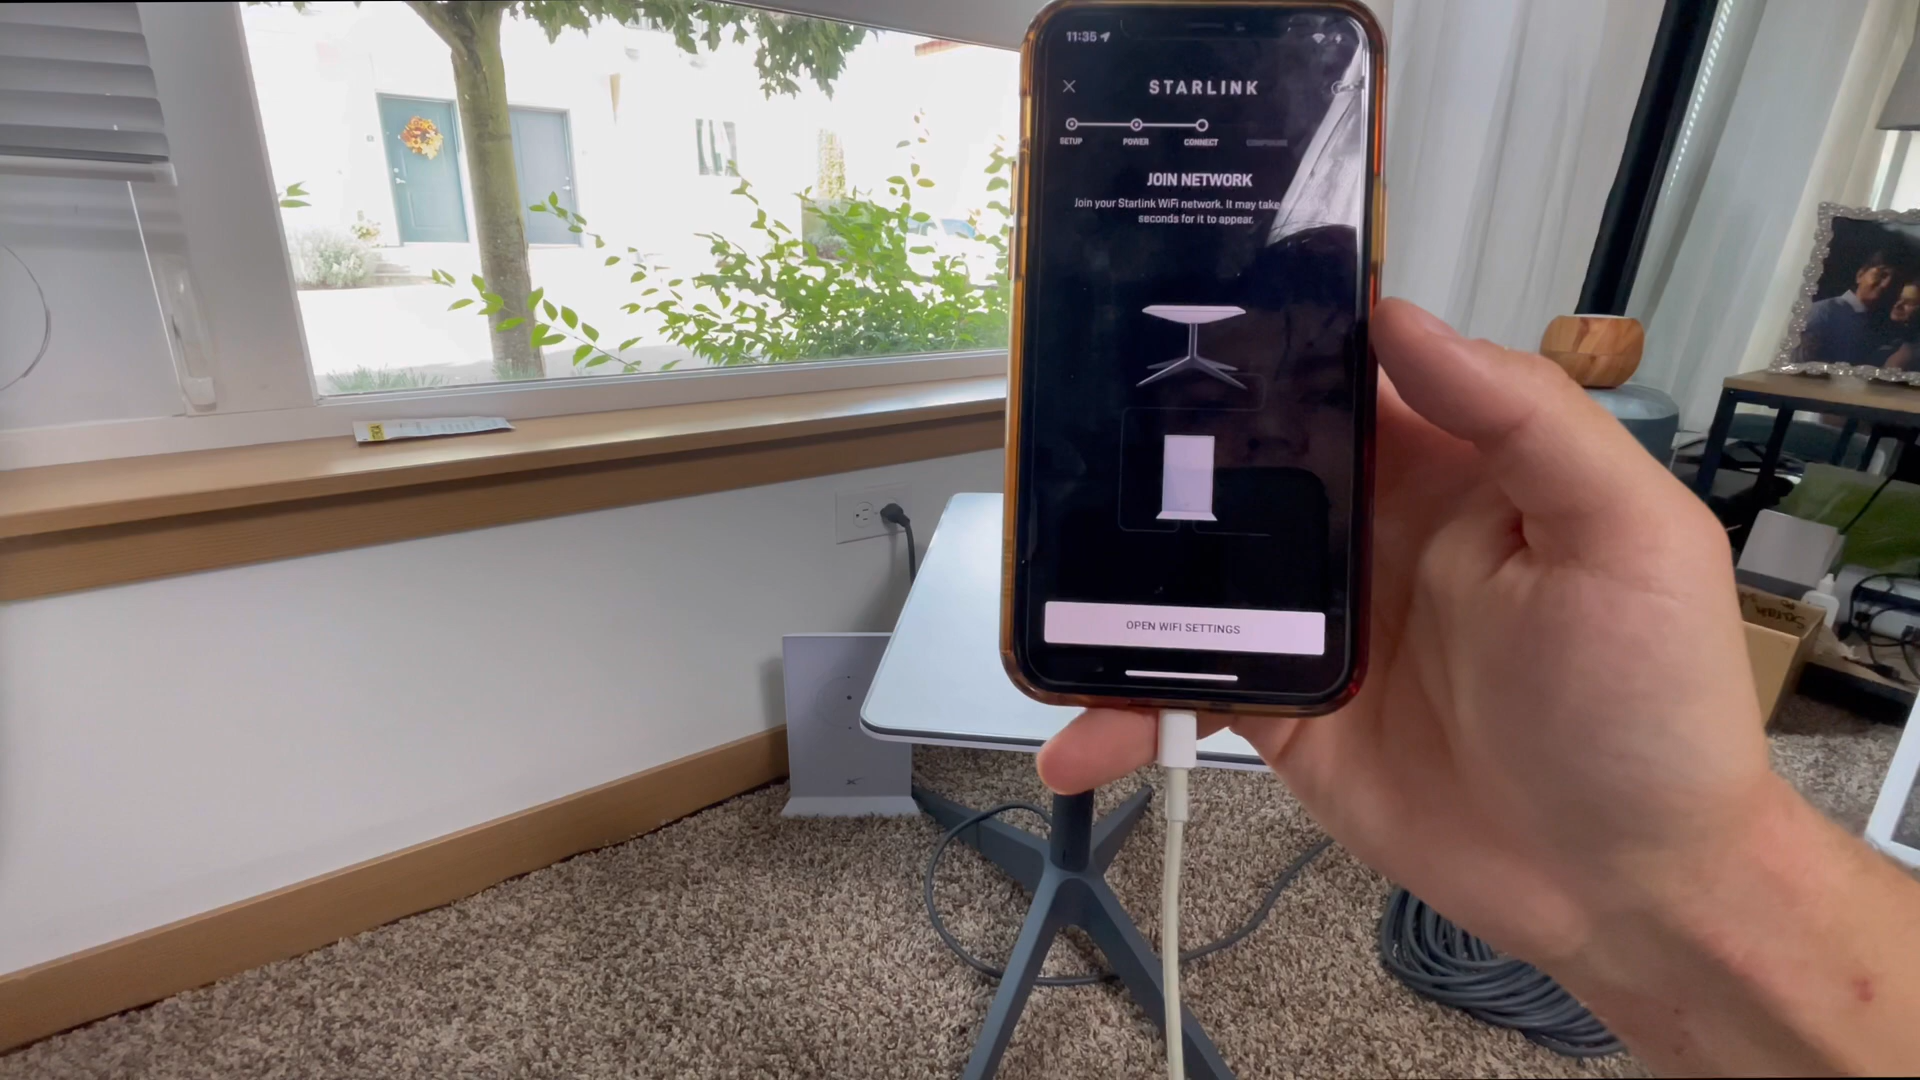 11:35
STARLINK
SETUP
POWER
CONNECT
CONFIGURE
JOIN NETWORK
Join your Starlink WiFi network. It may take
seconds for it to appear.
OPEN WIFI SETTINGS